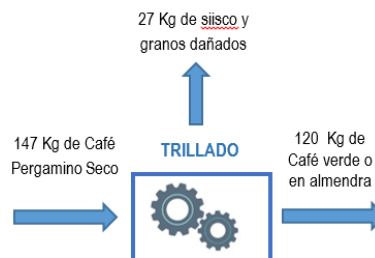 27 Kg de siisco y
granos dañados
147 Kg de Café
Pergamino Seco
TRILLADO
120 Kg de
Café verde o
en almendra